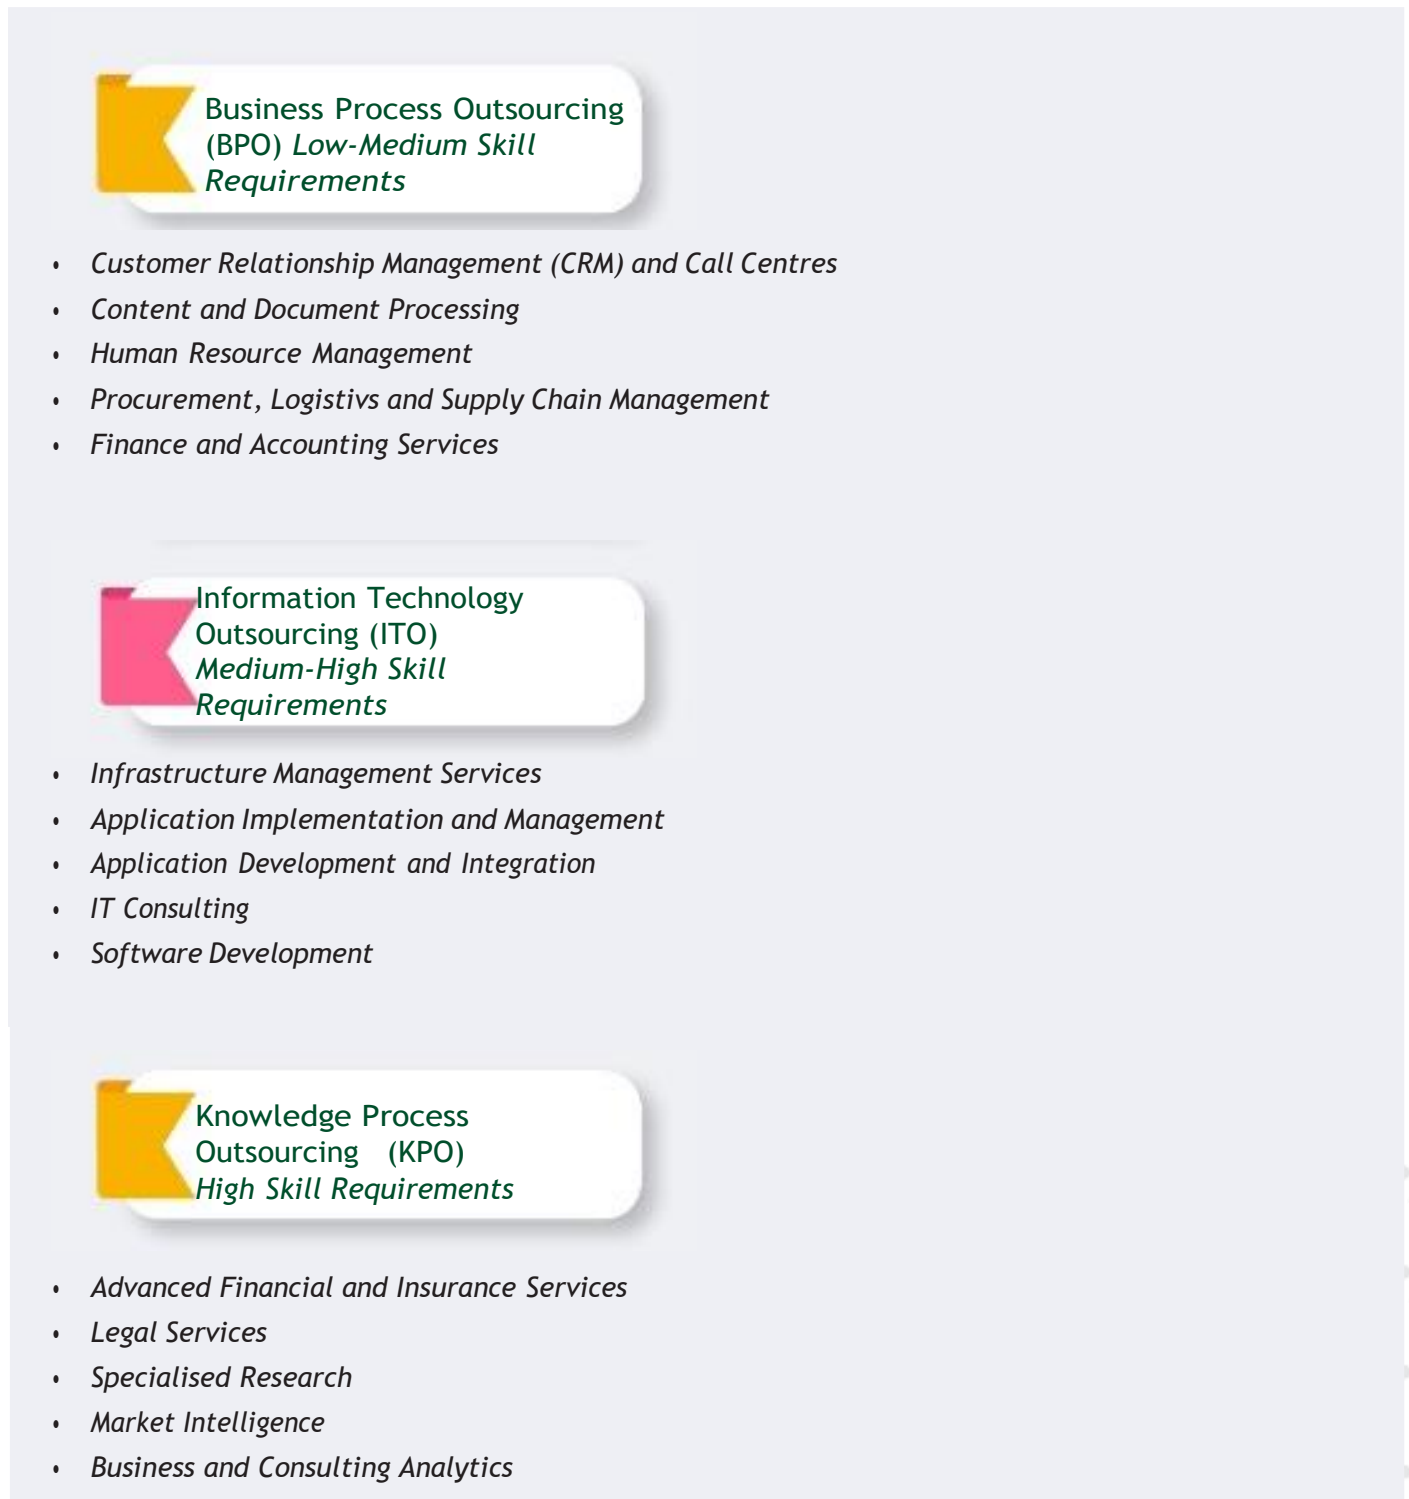 Business Process Outsourcing
(BPO) Low-Medium Skill
Requirements
• Customer Relationship Management (CRM) and Call Centres
• Content and Document Processing
• Human Resource Management
• Procurement, Logistivs and Supply Chain Management
• Finance and Accounting Services
Information Technology
Outsourcing (ITO)
Medium-High Skill
Requirements
• Infrastructure Management Services
• Application Implementation and Management
• Application Development and Integration
• IT Consulting
• Software Development
Knowledge Process
Outsourcing (KPO)
High Skill Requirements
• Advanced Financial and Insurance Services
• Legal Services
• Specialised Research
• Market Intelligence
• Business and Consulting Analytics